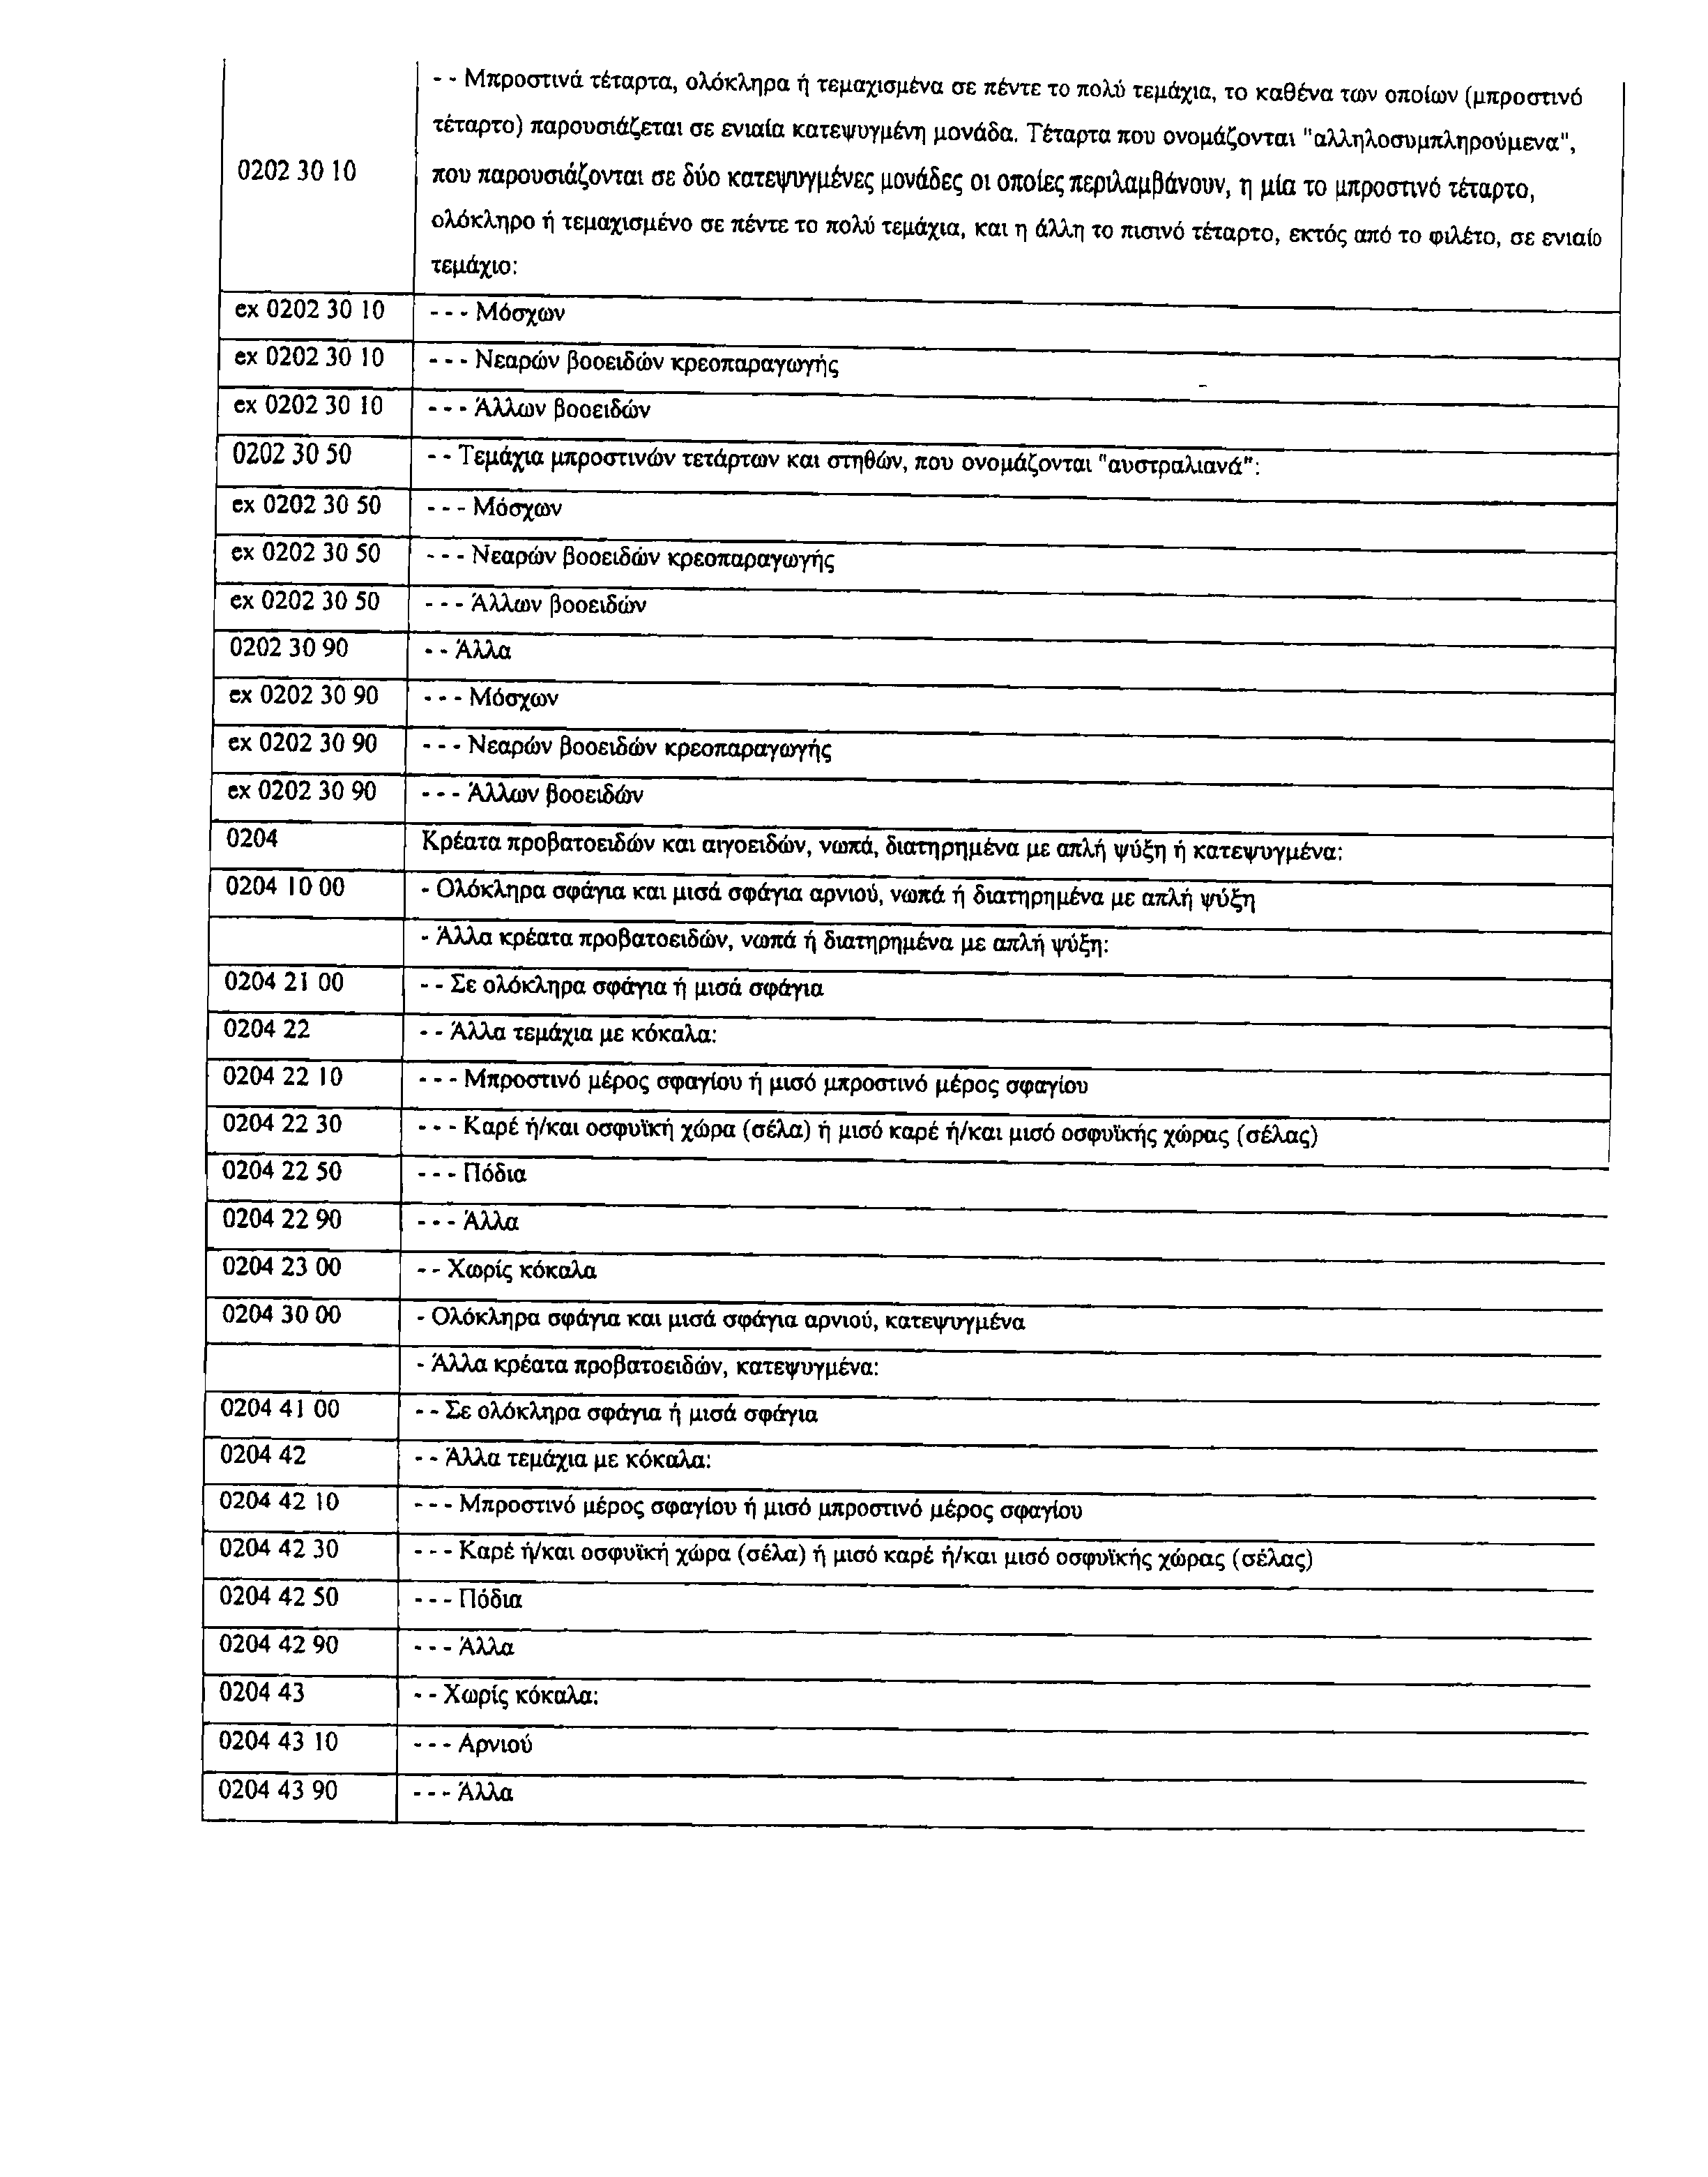 - - Μπροστινά τέταρτα, ολόκληρα ή τεμαχισμένα σε πέντε το πολύ τεμάχια, το καθένα των οποίων (μπροστινό
τέταρτο) παρουσιάζεται σε ενιαία κατεψυγμένη μονάδα. Τέταρτα που ονομάζονται "αλληλοσυμπληρούμενα",
0202 30 10 που παρουσιάζονται σε δύο κατεψυγμένες μονάδες οι οποίες περιλαμβάνουν, η μία το μπροστινό τέταρτο,
ολόκληρο ή τεμαχισμένο σε πέντε το πολύ τεμάχια, και η άλλη το πισινό τέταρτο, εκτός από το φιλέτο, σε ενιαίο
τεμάχιο:
ex 0202 30 10 - - - Μόσχων
ex 0202 30 10 - - - Νεαρών βοοειδών κρεοπαραγωγής
ex 0202 30 10 - - - Άλλων βοοειδών
0202 30 50 - - Τεμάχια μπροστινών τετάρτων και στηθών, που ονομάζονται "αυστραλιανά":
ex 0202 30 50 - - - Μόσχων
ex 0202 30 50 - - - Νεαρών βοοειδών κρεοπαραγωγής
ex 0202 30 50 - - - Άλλων βοοειδών
0202 30 90 - - Άλλα
ex 0202 30 90 - - - Μόσχων
ex 0202 30 90 - - - Νεαρών βοοειδών κρεοπαραγωγής
ex 0202 30 90 - - - Άλλων βοοειδών
0204 Κρέατα προβατοειδών και αιγοειδών, νωπά, διατηρημένα με απλή ψύξη ή κατεψυγμένα:
0204 10 00 - Ολόκληρα σφάγια και μισά σφάγια αρνιού, νωπά ή διατηρημένα με απλή ψύξη
- Άλλα κρέατα προβατοειδών, νωπά ή διατηρημένα με απλή ψύξη:
0204 21 00 - - Σε ολόκληρα σφάγια ή μισά σφάγια
0204 22 - - Άλλα τεμάχια με κόκαλα:
0204 22 10 - - - Μπροστινό μέρος σφαγίου ή μισό μπροστινό μέρος σφαγίου
0204 22 30 - - - Καρέ ή/και οσφυϊκή χώρα (σέλα) ή μισό καρέ ή/και μισό οσφυϊκής χώρας (σέλας)
0204 22 50 - - - Πόδια
0204 22 90 - - - Άλλα
0204 23 00 - - Χωρίς κόκαλα
0204 30 00 - Ολόκληρα σφάγια και μισά σφάγια αρνιού, κατεψυγμένα
- Άλλα κρέατα προβατοειδών, κατεψυγμένα:
0204 41 00 - - Σε ολόκληρα σφάγια ή μισά σφάγια
0204 42 - - Άλλα τεμάχια με κόκαλα:
0204 42 10 - - - Μπροστινό μέρος σφαγίου ή μισό μπροστινό μέρος σφαγίου
0204 42 30 - - - Καρέ ή/και οσφυϊκή χώρα (σέλα) ή μισό καρέ ή/και μισό οσφυϊκής χώρας (σέλας)
0204 42 50 - - - Πόδια
0204 42 90 - - - Άλλα
0204 43 - - Χωρίς κόκαλα:
0204 43 10 - - - Αρνιού
0204 43 90 - - - Άλλα